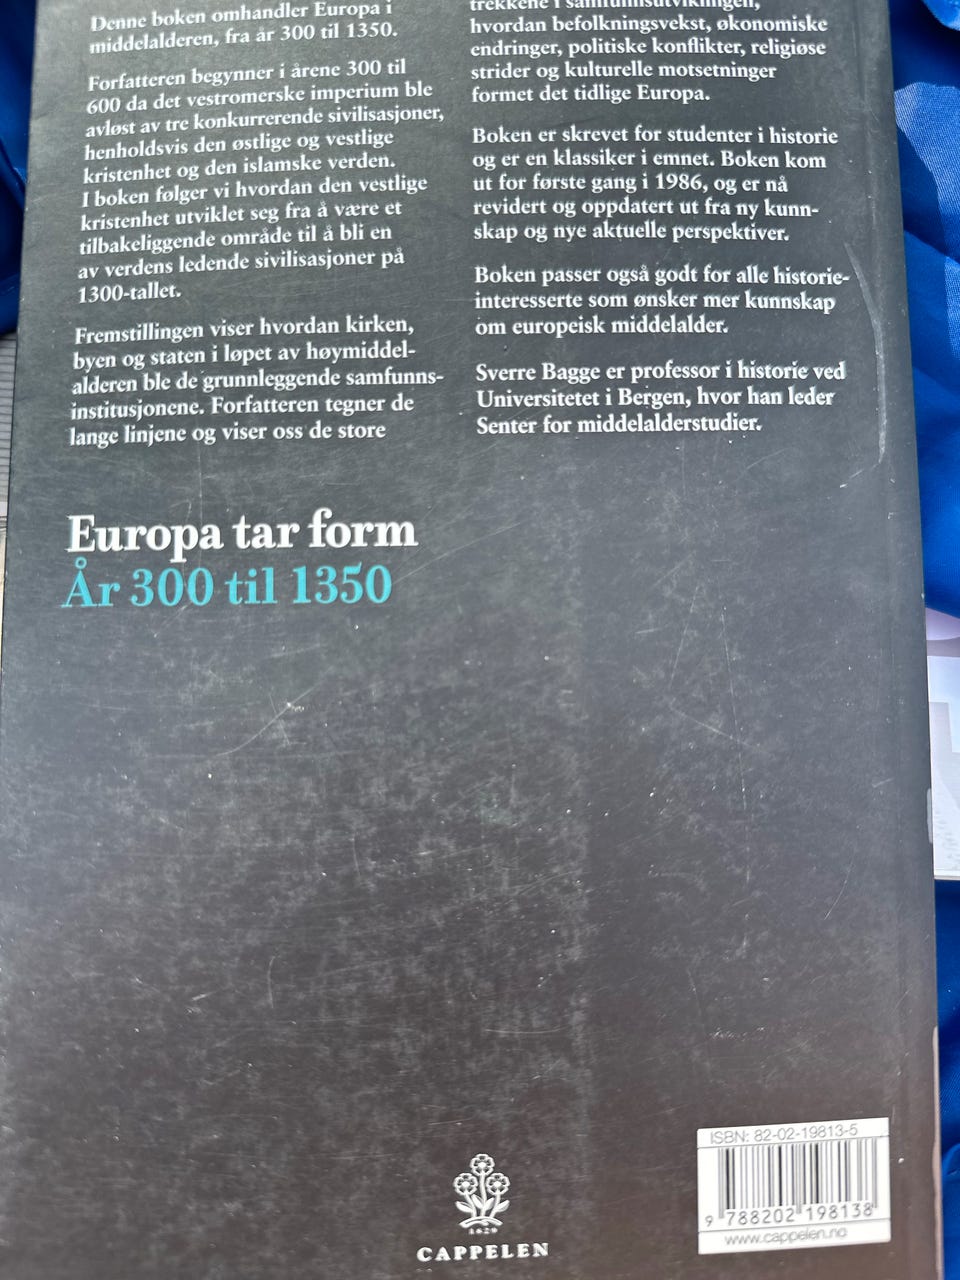 Denne boken omhandler Europa i
middelalderen, fra år 300 til 1350.
Forfatteren begynner i årene 300 til
600 da det vestromerske imperium ble
avløst av tre konkurrerende sivilisasjoner,
henholdsvis den østlige og vestlige
kristenhet og den islamske verden.
I boken følger vi hvordan den vestlige
kristenhet utviklet seg fra å være et
tilbakeliggende område til å bli en
av verdens ledende sivilisasjoner på
1300-tallet.
Fremstillingen viser hvordan kirken,
byen og staten i løpet av høymiddel-
alderen ble de grunnleggende samfunns-
institusjonene. Forfatteren tegner de
lange linjene og viser oss de store
trekkene i samfunnsutviklingen,
hvordan befolkningsvekst, økonomiske
endringer, politiske konflikter, religiøse
strider og kulturelle motsetninger
formet det tidlige Europa.
Boken er skrevet for studenter i historie
og er en klassiker i emnet. Boken kom
ut for første gang i 1986, og er nå
revidert og oppdatert ut fra ny kunn-
skap og nye aktuelle perspektiver.
Boken passer også godt for alle historie-
interesserte som ønsker mer kunnskap
om europeisk middelalder.
Sverre Bagge er professor i historie ved
Universitetet i Bergen, hvor han leder
Senter for middelalderstudier.
Europa tar form
År 300 til 1350
1829
CAPPELEN
ISBN: 82-02-19813-5
9 788202 198138
www.cappelen.no